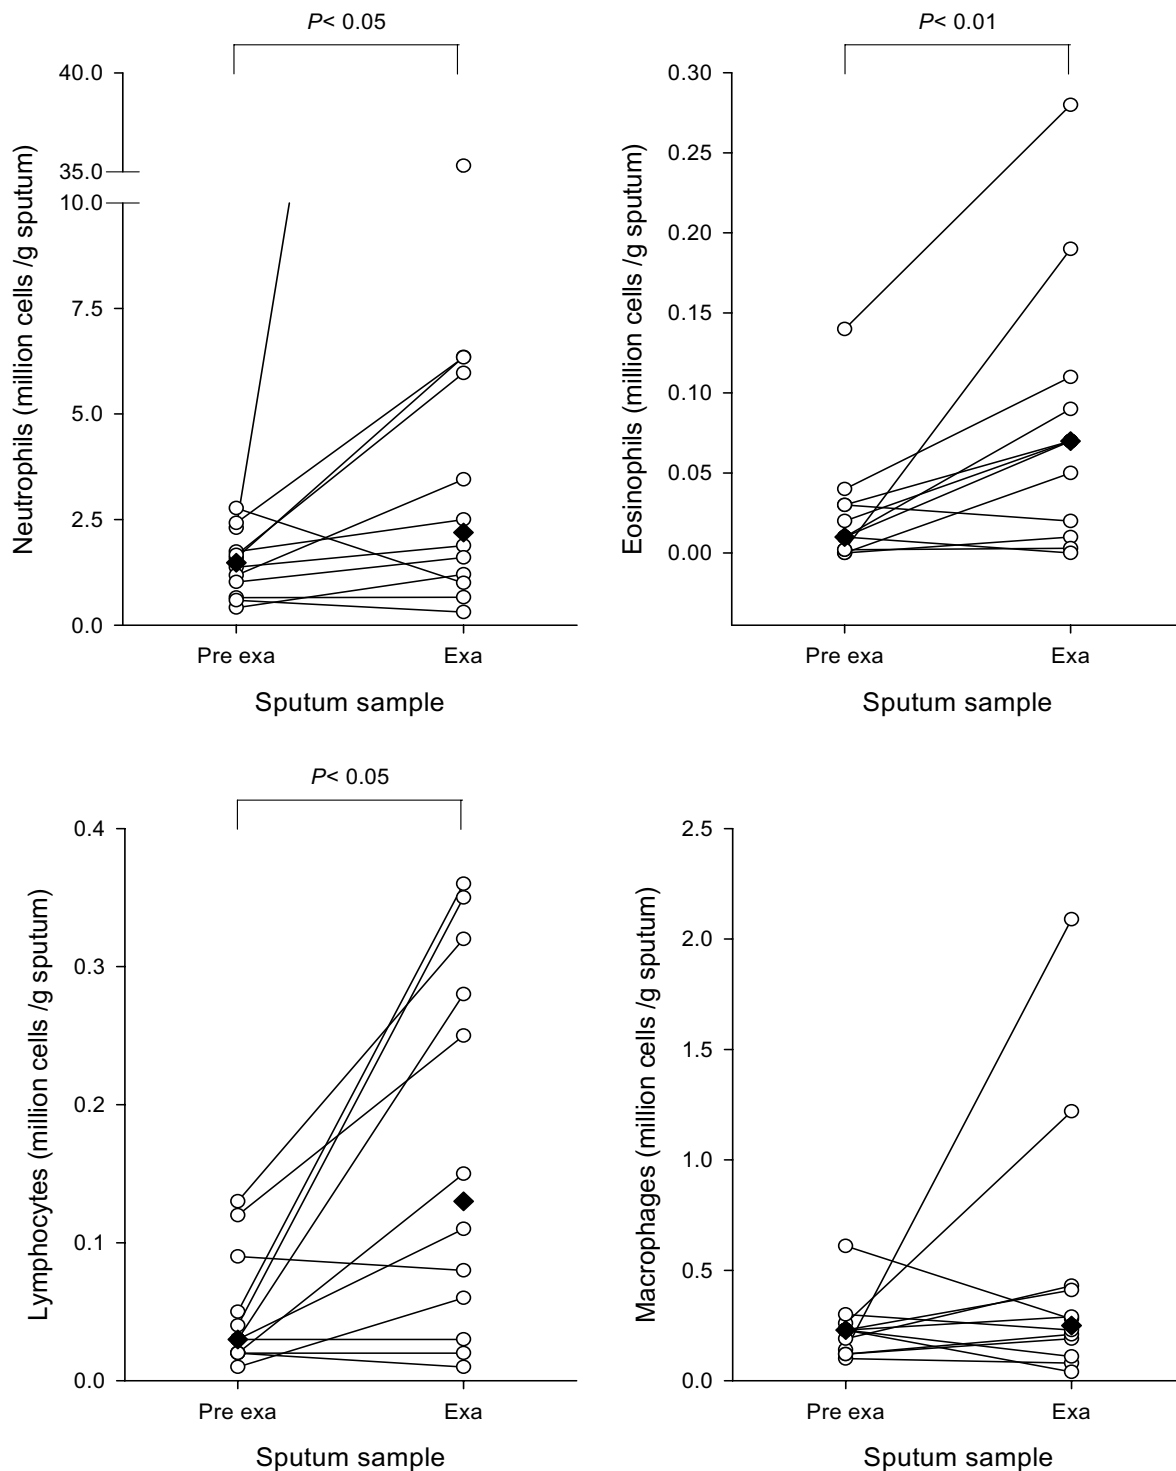 P< 0.05
Neutrophils (million cells /g sputum)
40.0
35.0
10.0
7.5
5.0
2.5
0.0
Pre exa
Exa
Sputum sample
P< 0.01
Eosinophils (million cells /g sputum)
0.30
0.25
0.20
0.15
0.10
0.05
0.00
Pre exa
Exa
Sputum sample
P< 0.05
Lymphocytes (million cells /g sputum)
0.4
0.3
0.2
0.1
0.0
Pre exa
Exa
Sputum sample
Macrophages (million cells /g sputum)
2.5
2.0
1.5
1.0
0.5
0.0
Pre exa
Exa
Sputum sample